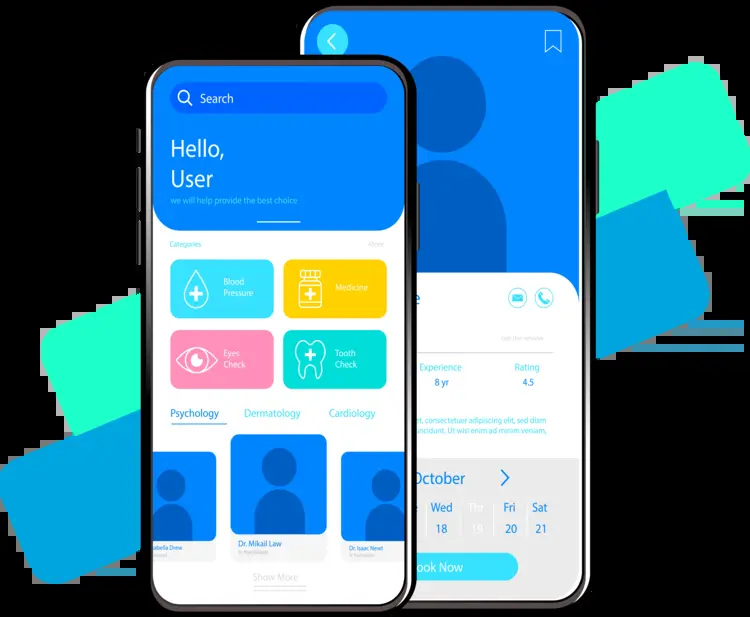 Search
Hello,
User
we will help provide the best choice
Categories
More
Blood
Pressure
Medicine
Eyes
Check
Tooth
Check
Psychology
Dermatology
Cardiology
abella Drew
Dr. Mikail Law
Dr. Isaac Newt
Show More
e
Experience
Rating
8 yr
4.5
t, consectetuer adipiscing elit, sed diem
tincidunt. Ut wisi enim ad minim veniam,
October
Wed
Thr
Fri
Sat
18
19
20
21
ook Now